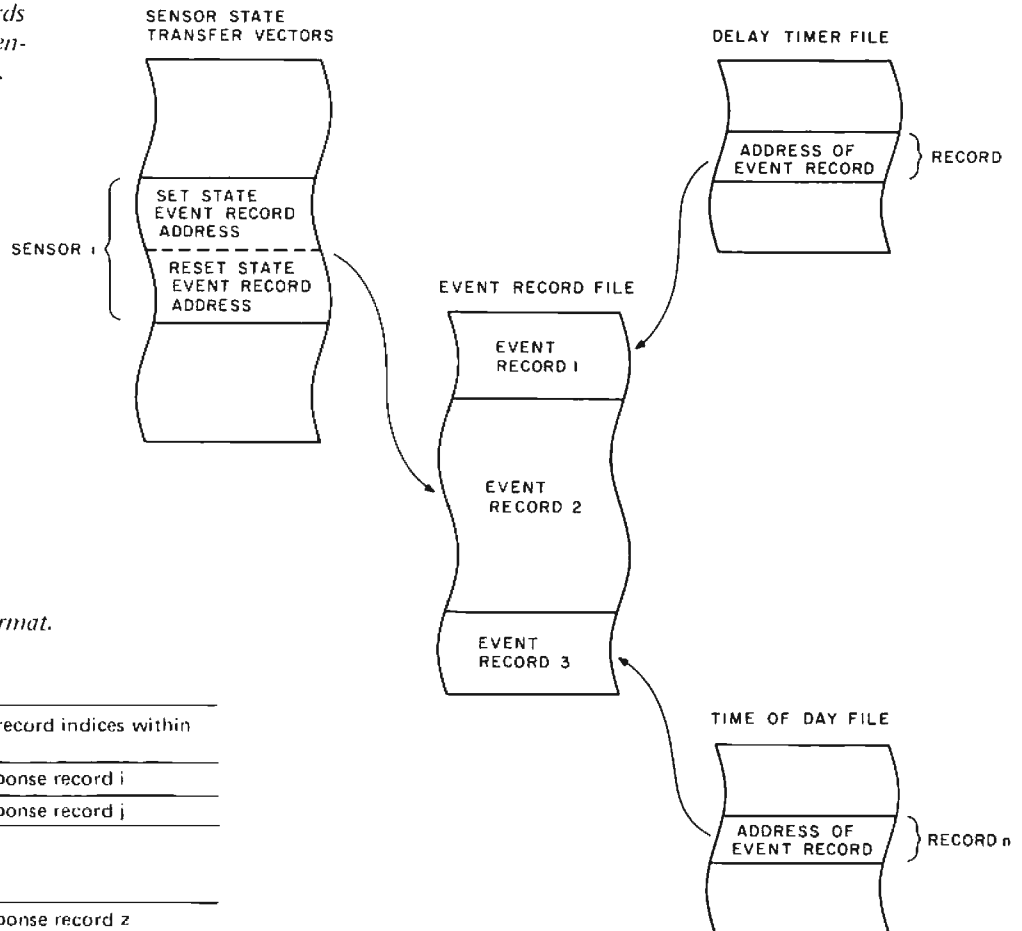 rds
en-
SENSOR STATE
TRANSFER VECTORS
SET STATE
EVENT RECORD
ADDRESS
RESET STATE
EVENT RECORD
ADDRESS
SENSOR i
DELAY TIMER FILE
ADDRESS OF
EVENT RECORD
RECORD
EVENT RECORD FILE
EVENT
RECORD 1
EVENT
RECORD 2
EVENT
RECORD 3
rmat.
record indices within
ponse record i
ponse record j
ponse record z
TIME OF DAY FILE
ADDRESS OF
EVENT RECORD
RECORD n